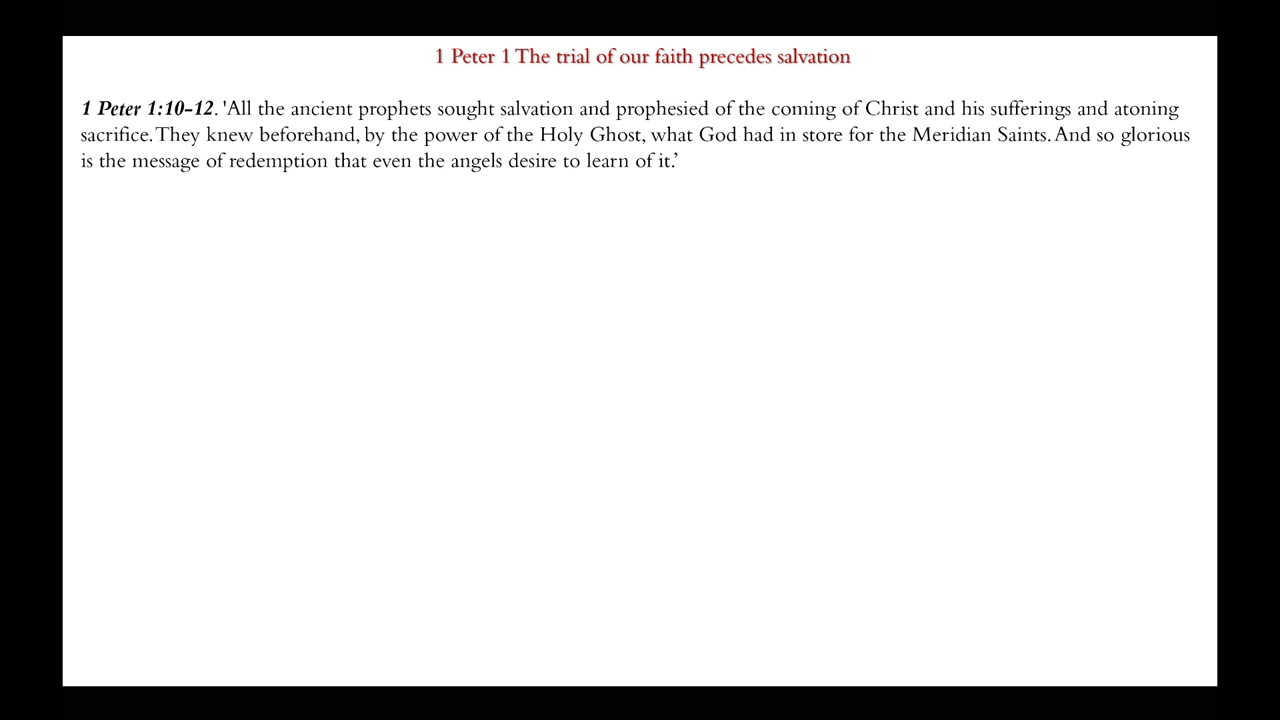 1 Peter 1 The trial of our faith precedes salvation
1 Peter 1:10–12. 'All the ancient prophets sought salvation and prophesied of the coming of Christ and his sufferings and atoning
sacrifice. They knew beforehand, by the power of the Holy Ghost, what God had in store for the Meridian Saints. And so glorious
is the message of redemption that even the angels desire to learn of it.’